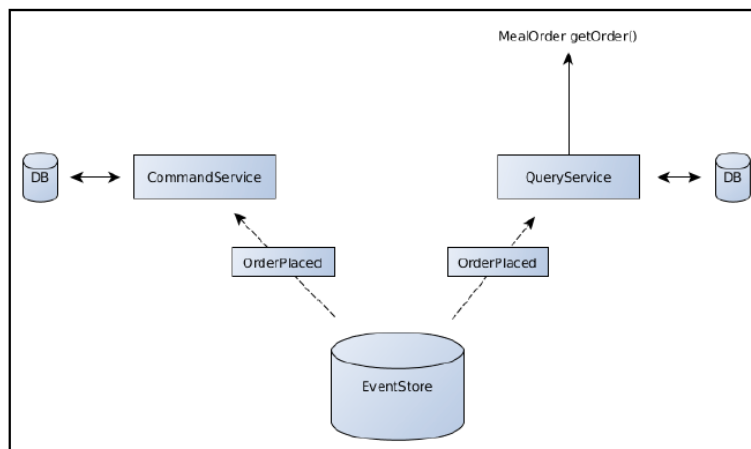 MealOrder getOrder()
DB
CommandService
QueryService
DB
OrderPlaced
OrderPlaced
EventStore